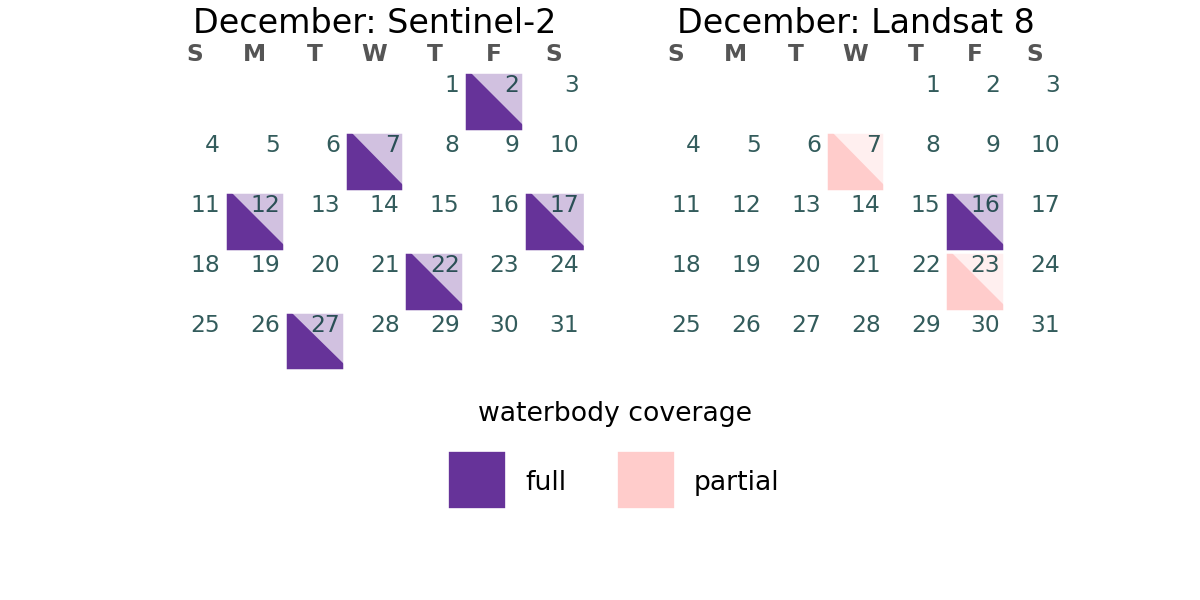 December: Sentinel-2
S M T W T F S
1 2 3
4 5 6 7 8 9 10
11 12 13 14 15 16 17
18 19 20 21 22 23 24
25 26 27 28 29 30 31
December: Landsat 8
S M T W T F S
1 2 3
4 5 6 7 8 9 10
11 12 13 14 15 16 17
18 19 20 21 22 23 24
25 26 27 28 29 30 31
waterbody coverage
full
partial